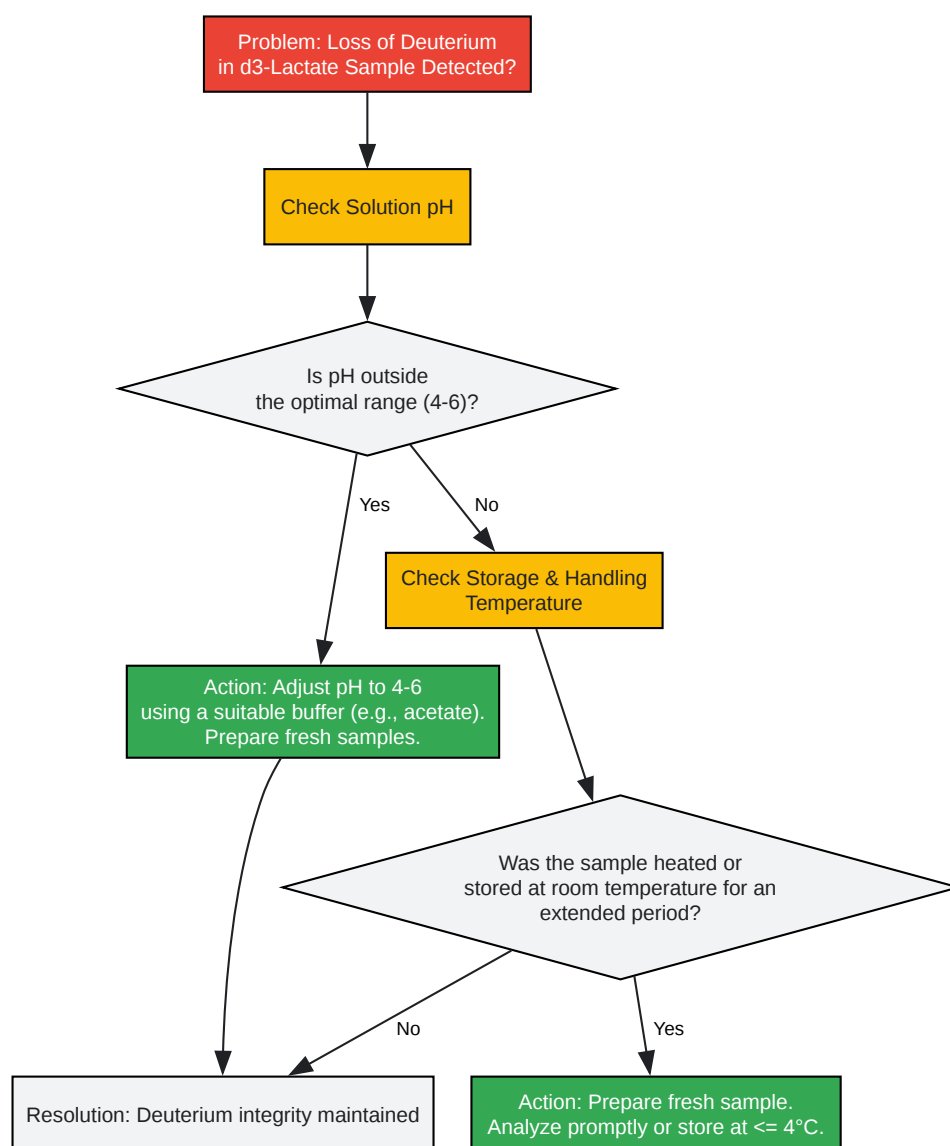 Problem: Loss of Deuterium
in d3-Lactate Sample Detected?
Check Solution pH
Is pH outside
the optimal range (4-6)?
Yes
No
Check Storage & Handling
Temperature
Action: Adjust pH to 4-6
using a suitable buffer (e.g., acetate).
Prepare fresh samples.
Was the sample heated or
stored at room temperature for an
extended period?
No
Yes
Resolution: Deuterium integrity maintained
Action: Prepare fresh sample.
Analyze promptly or store at <= 4°C.